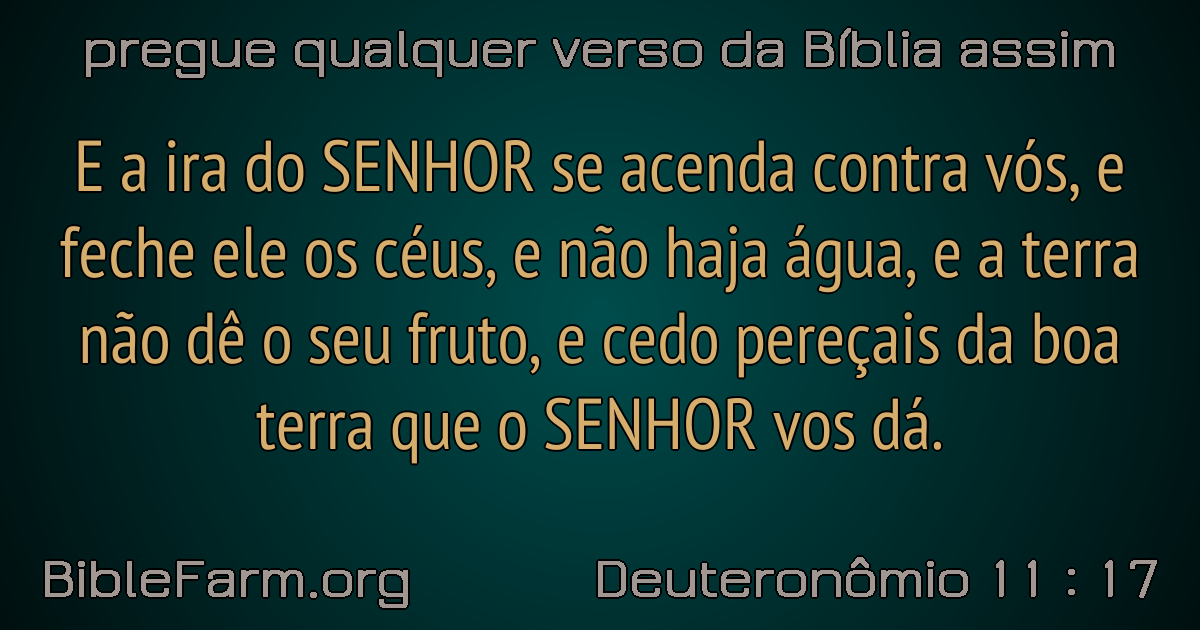 pregue qualquer verso da Bíblia assim
E a ira do SENHOR se acenda contra vós, e
feche ele os céus, e não haja água, e a terra
não dê o seu fruto, e cedo pereçais da boa
terra que o SENHOR vos dá.
BibleFarm.org
Deuteronômio 11 : 17